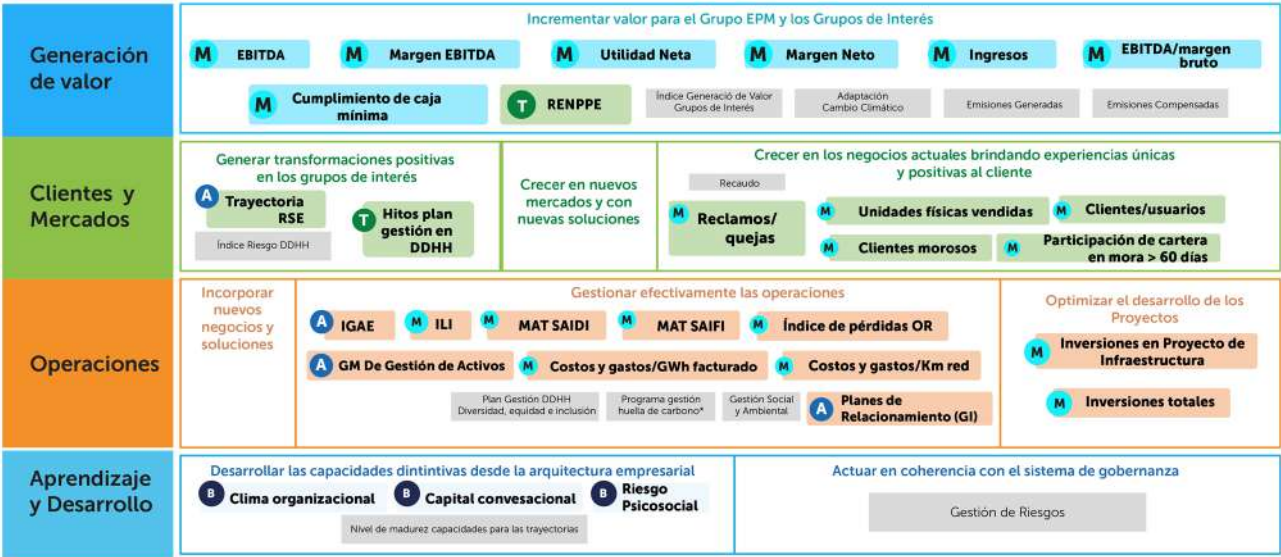 Generación
de valor
Incrementar valor para el Grupo EPM y los Grupos de Interés
M EBITDA
M Margen EBITDA
M Utilidad Neta
M Margen Neto
M Ingresos
M EBITDA/margen
bruto
M Cumplimiento de caja
mínima
T RENPPE
Índice Generació de Valor
Grupos de Interés
Adaptación
Cambio Climático
Emisiones Generadas
Emisiones Compensadas
Clientes y
Mercados
Generar transformaciones positivas
en los grupos de interés
A Trayectoria
RSE
Índice Riesgo DDHH
T Hitos plan
gestión en
DDHH
Crecer en nuevos
mercados y con
nuevas soluciones
Crecer en los negocios actuales brindando experiencias únicas
y positivas al cliente
Recaudo
M Reclamos/
quejas
M Unidades físicas vendidas
M Clientes/usuarios
M Clientes morosos
M Participación de cartera
en mora > 60 días
Operaciones
Incorporar
nuevos
negocios y
soluciones
Gestionar efectivamente las operaciones
A IGAE
M ILI
M MAT SAIDI
M MAT SAIFI
M Índice de pérdidas OR
A GM De Gestión de Activos
M Costos y gastos/GWh facturado
M Costos y gastos/Km red
Plan Gestión DDHH
Diversidad, equidad e inclusión
Programa gestión
huella de carbono*
Gestión Social
y Ambiental
A Planes de
Relacionamiento (GI)
Optimizar el desarrollo de los
Proyectos
M Inversiones en Proyecto de
Infraestructura
M Inversiones totales
Aprendizaje
y Desarrollo
Desarrollar las capacidades dintintivas desde la arquitectura empresarial
B Clima organizacional
B Capital convesacional
B Riesgo
Psicosocial
Nivel de madurez capacidades para las trayectorias
Actuar en coherencia con el sistema de gobernanza
Gestión de Riesgos